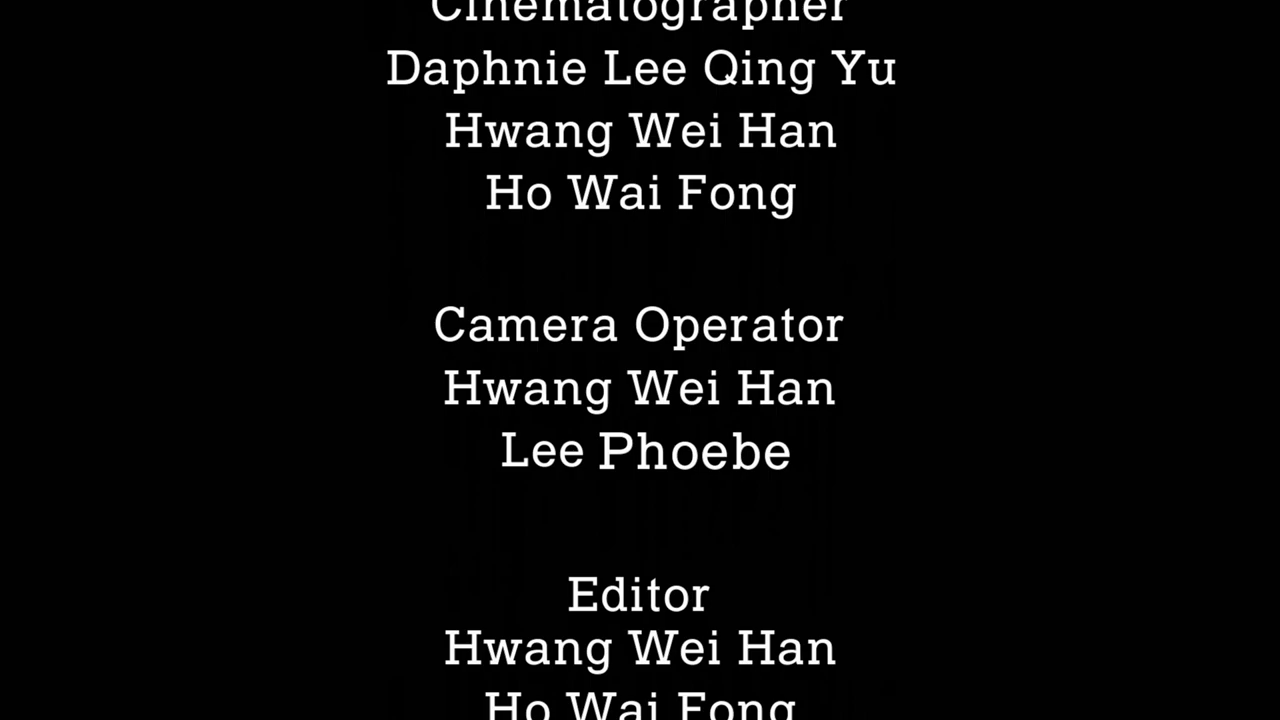 Cinematographer
Daphnie Lee Qing Yu
Hwang Wei Han
Ho Wai Fong
Camera Operator
Hwang Wei Han
Lee Phoebe
Editor
Hwang Wei Han
Ho Wai Fong